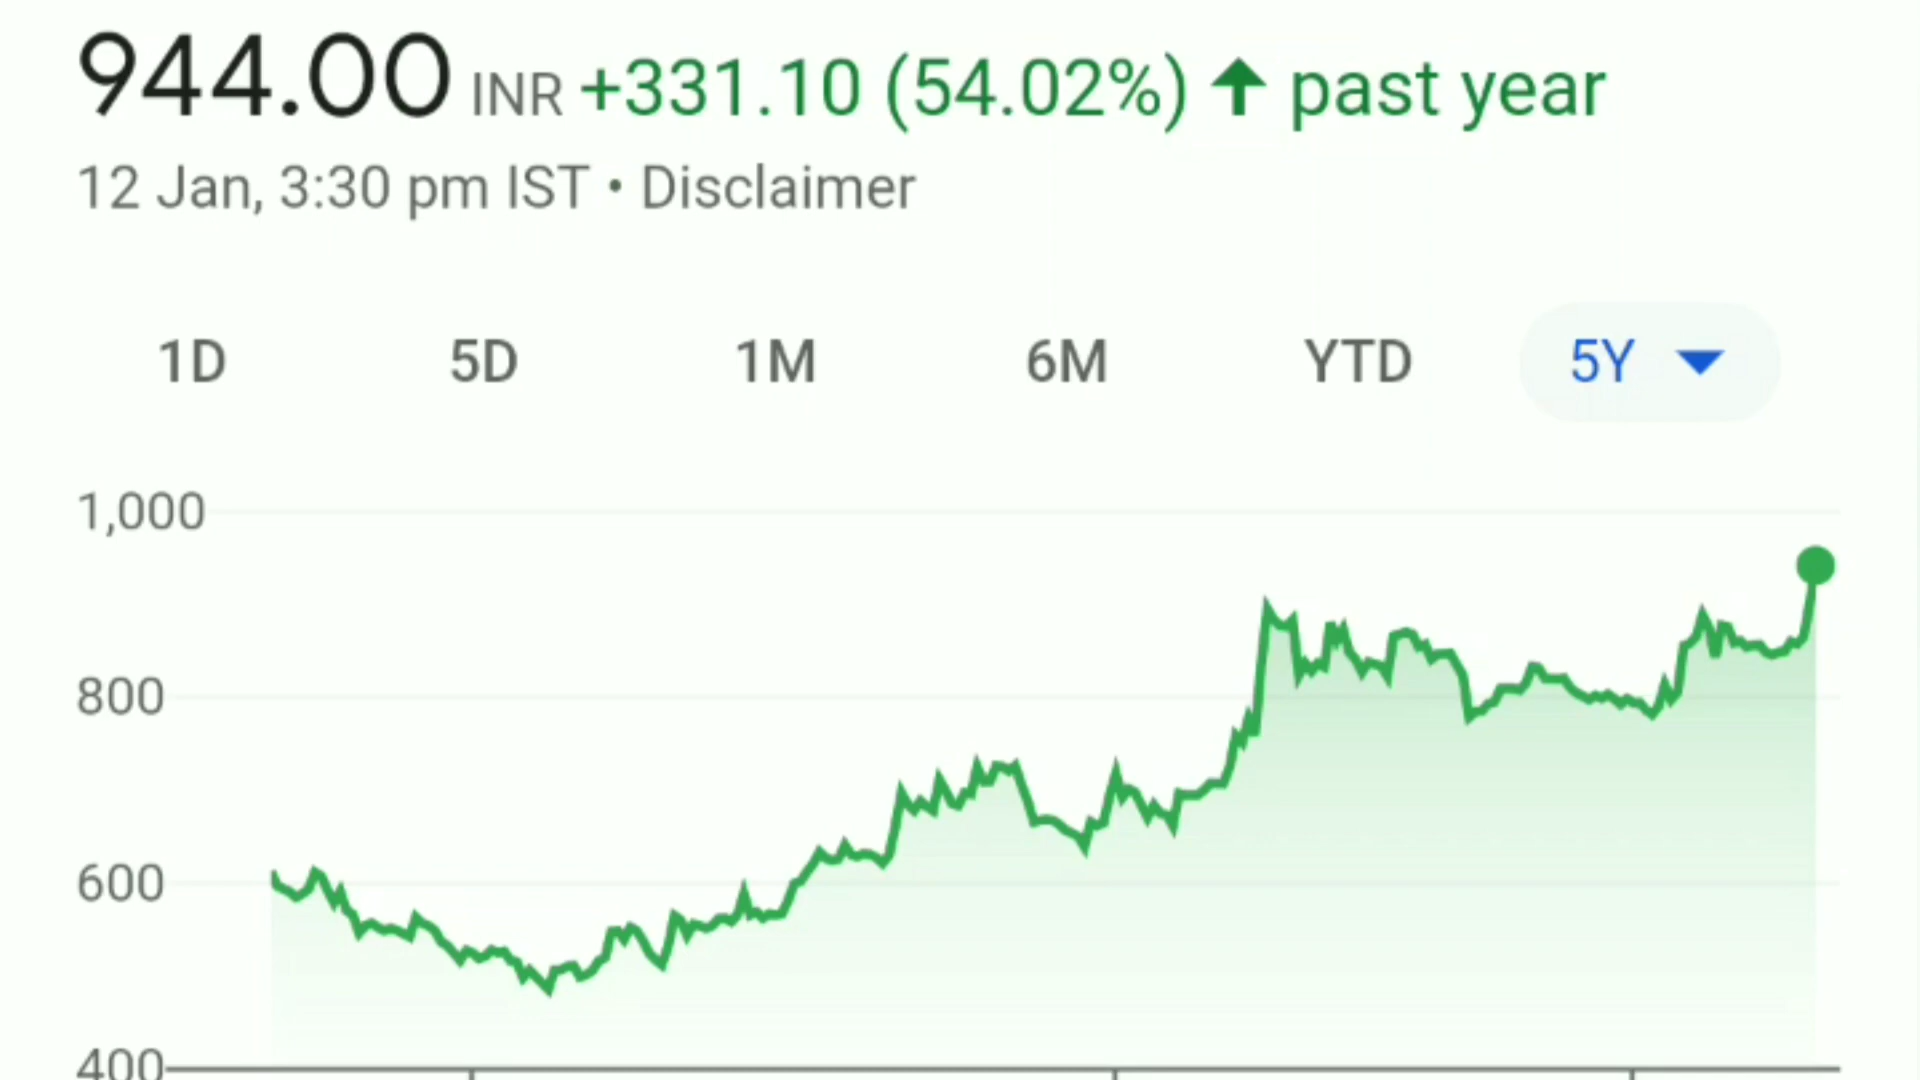 944.00 INR +331.10 (54.02%) ↑ past year
12 Jan, 3:30 pm IST • Disclaimer
1D 5D 1M 6M YTD 5Y
1,000
800
600
400